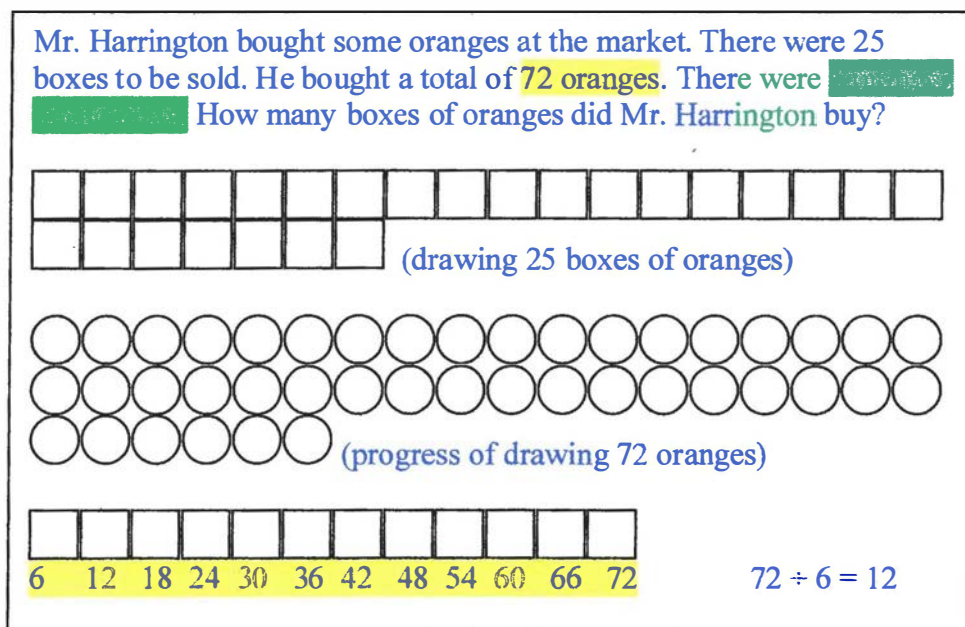 Mr. Harrington bought some oranges at the market. There were 25
boxes to be sold. He bought a total of 72 oranges. There were
How many boxes of oranges did Mr. Harrington buy?
(drawing 25 boxes of oranges)
(progress of drawing 72 oranges)
6 12 18 24 30 36 42 48 54 60 66 72 72 ÷ 6 = 12